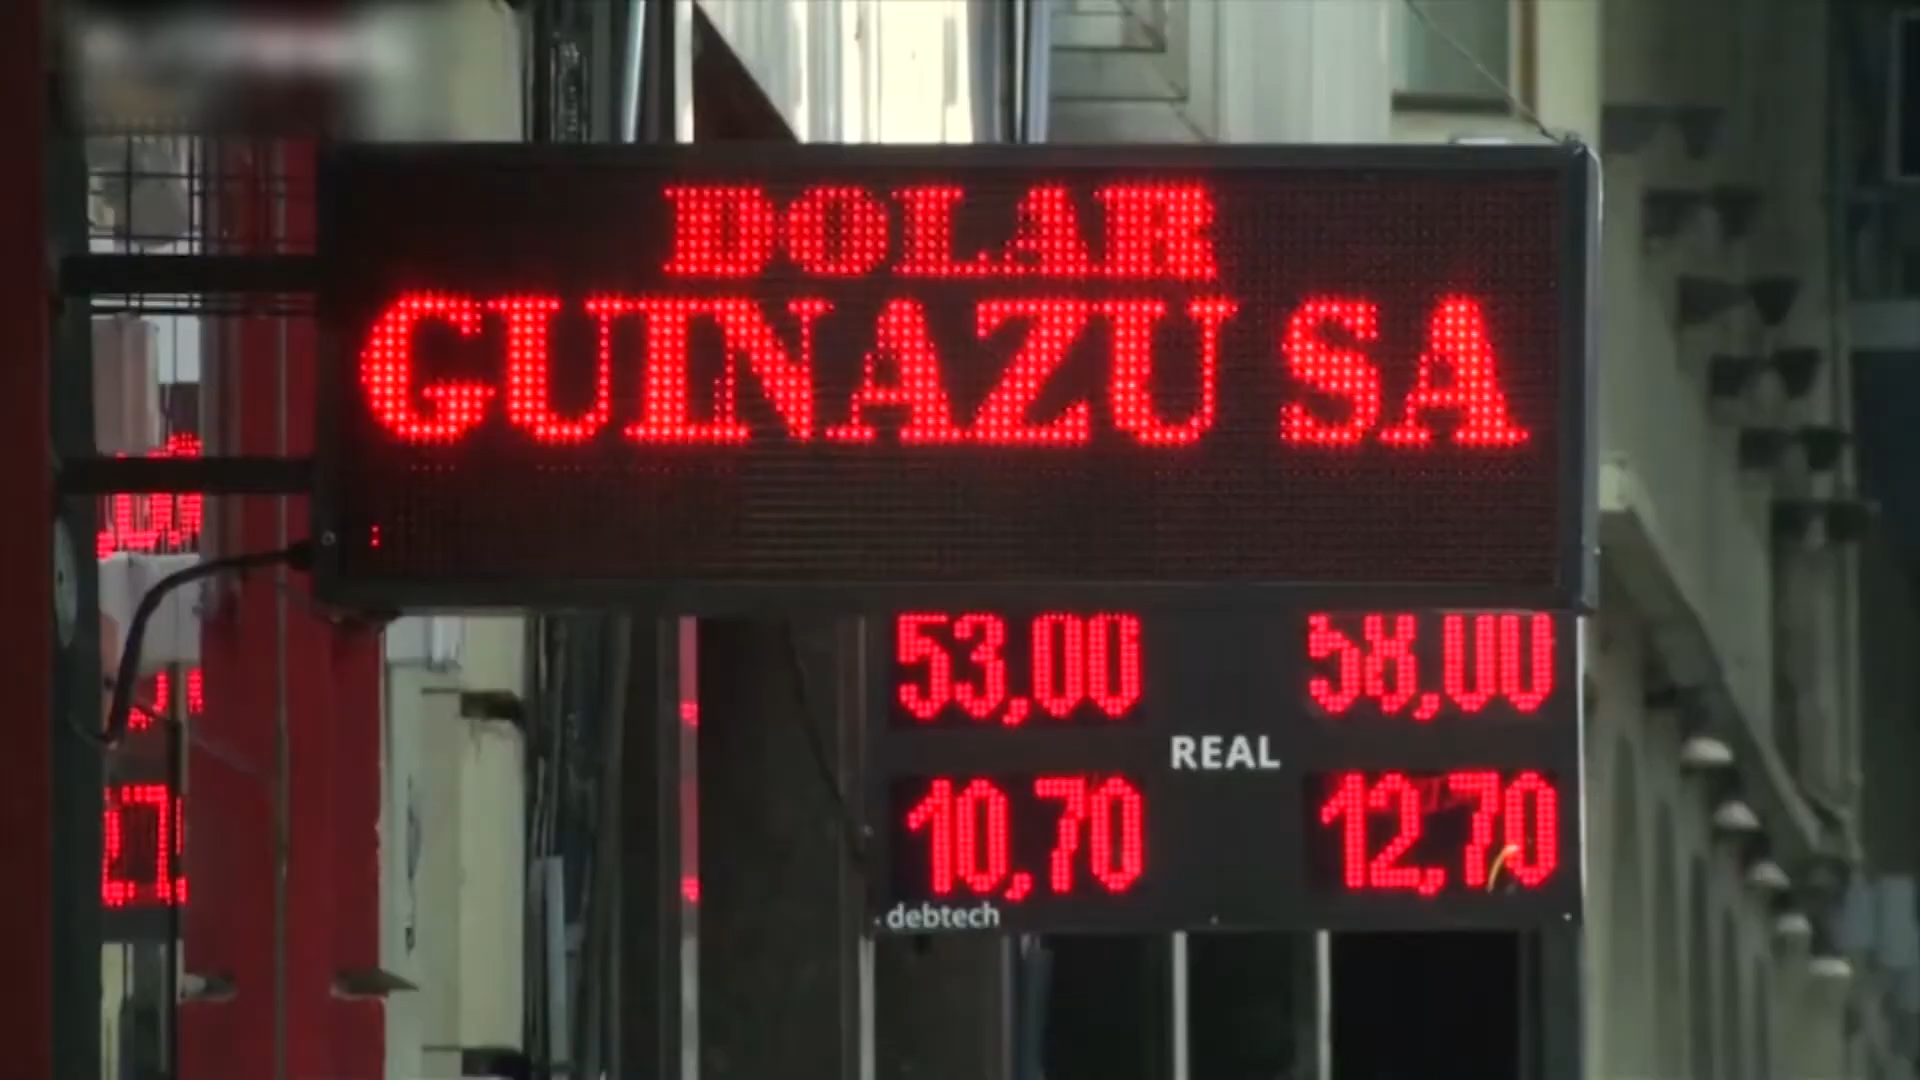 DOLAR
GUINAZU SA
53,00 58,00
REAL
10,70 12,70
debtech